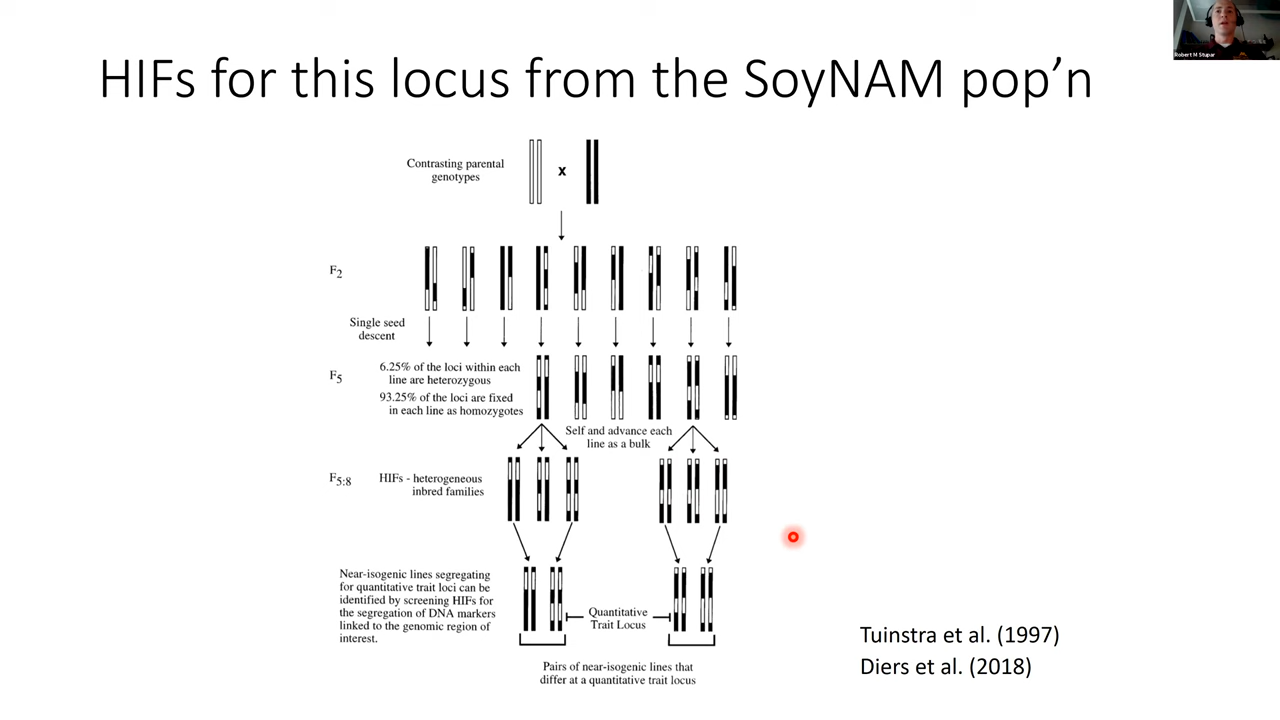 Robert M Stupar
HIFs for this locus from the SoyNAM pop’n
Contrasting parental
genotypes
x
F2
Single seed
descent
F5
6.25% of the loci within each
line are heterozygous
93.25% of the loci are fixed
in each line as homozygotes
Self and advance each
line as a bulk
F5:8
HIFs - heterogeneous
inbred families
Near-isogenic lines segregating
for quantitative trait loci can be
identified by screening HIFs for
the segregation of DNA markers
linked to the genomic region of
interest.
Quantitative
Trait Locus
Pairs of near-isogenic lines that
differ at a quantitative trait locus
Tuinstra et al. (1997)
Diers et al. (2018)